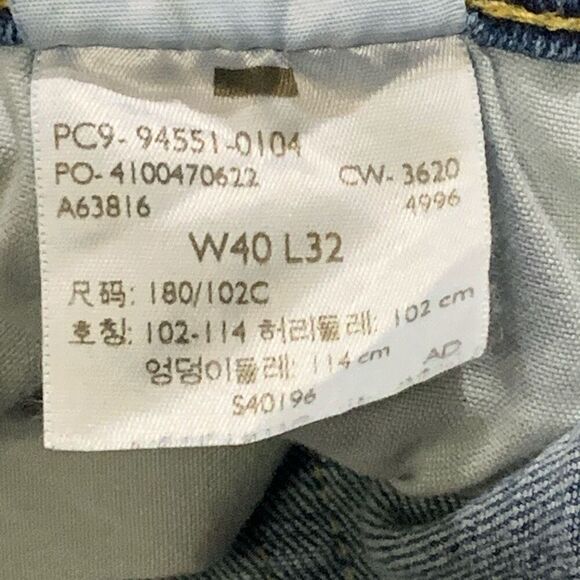 PC9- 94551-0104
PO- 4100470622 CW- 3620
A63816 4996
W40 L32
尺码: 180/102C
호칭: 102-114 허리둘레: 102 cm
엉덩이둘레: 114 cm AD
S40196